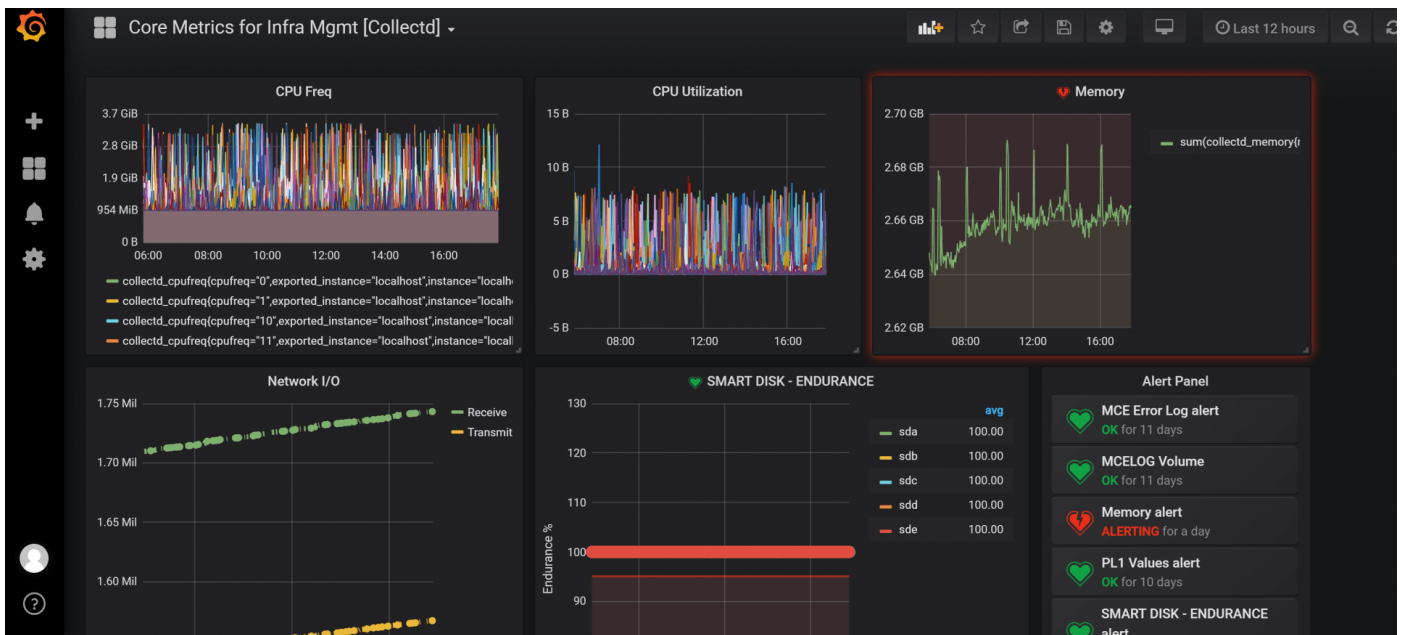 Core Metrics for Infra Mgmt [Collectd]
Last 12 hours
CPU Freq
3.7 GiB
2.8 GiB
1.9 GiB
954 MiB
0 B
06:00 08:00 10:00 12:00 14:00 16:00
collectd_cpufreq{cpufreq="0",exported_instance="localhost",instance="localh
collectd_cpufreq{cpufreq="1",exported_instance="localhost",instance="localh
collectd_cpufreq{cpufreq="10",exported_instance="localhost",instance="local
collectd_cpufreq{cpufreq="11",exported_instance="localhost",instance="local
CPU Utilization
15 B
10 B
5 B
0 B
-5 B
08:00 12:00 16:00
Memory
2.70 GB
2.68 GB
2.66 GB
2.64 GB
2.62 GB
08:00 12:00 16:00
sum(collectd_memory{
Network I/O
1.75 Mil
1.70 Mil
1.65 Mil
1.60 Mil
Receive
Transmit
SMART DISK - ENDURANCE
Endurance %
130
120
110
100
90
avg
sda 100.00
sdb 100.00
sdc 100.00
sdd 100.00
sde 100.00
Alert Panel
MCE Error Log alert
OK for 11 days
MCELOG Volume
OK for 11 days
Memory alert
ALERTING for a day
PL1 Values alert
OK for 10 days
SMART DISK - ENDURANCE
alert